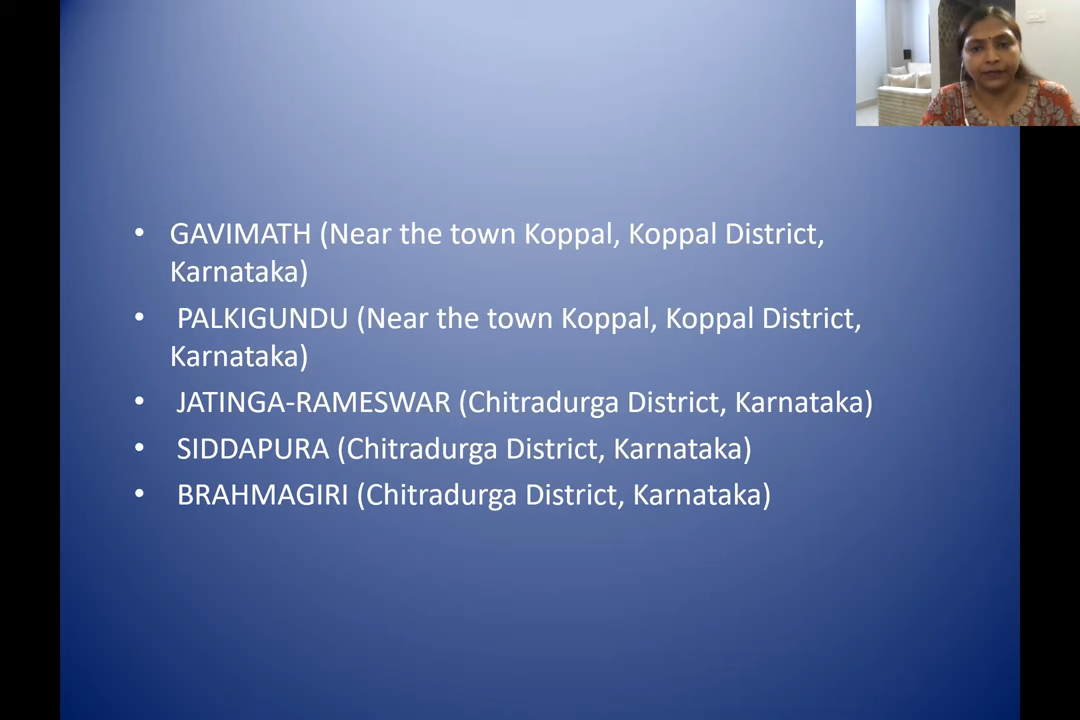 • GAVIMATH (Near the town Koppal, Koppal District,
Karnataka)
• PALKIGUNDU (Near the town Koppal, Koppal District,
Karnataka)
• JATINGA-RAMESWAR (Chitradurga District, Karnataka)
• SIDDAPURA (Chitradurga District, Karnataka)
• BRAHMAGIRI (Chitradurga District, Karnataka)